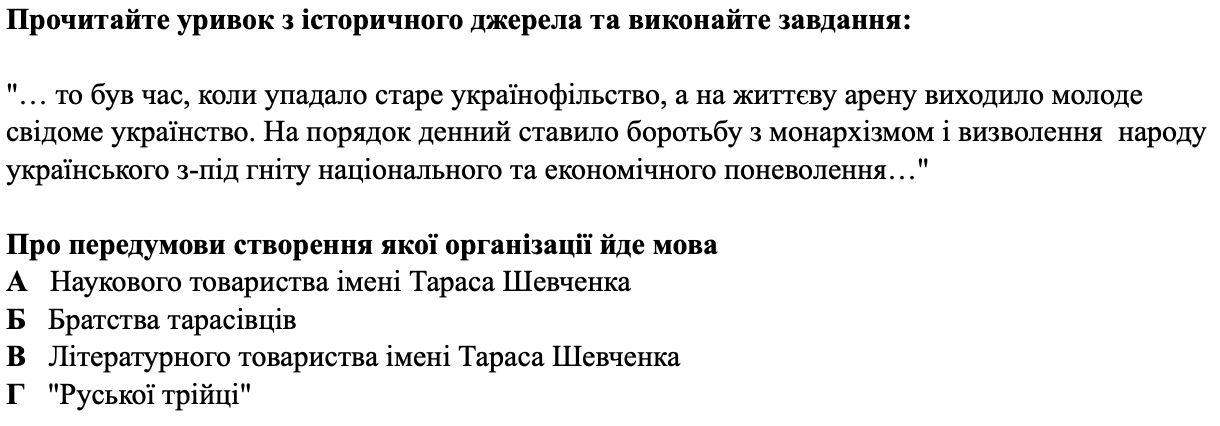 Прочитайте уривок з історичного джерела та виконайте завдання:
"… то був час, коли упадало старе українофільство, а на життєву арену виходило молоде
свідоме українство. На порядок денний ставило боротьбу з монархізмом і визволення народу
українського з-під гніту національного та економічного поневолення…"
Про передумови створення якої організації йде мова
А Наукового товариства імені Тараса Шевченка
Б Братства тарасівців
В Літературного товариства імені Тараса Шевченка
Г "Руської трійці"